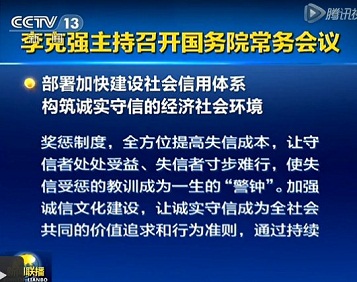 CCTV 13
腾讯视
李克强主持召开国务院常务会议
部署加快建设社会信用体系
构筑诚实守信的经济社会环境
奖惩制度，全方位提高失信成本，让守
信者处处受益、失信者寸步难行，使失
信受惩的教训成为一生的“警钟”。加强
诚信文化建设，让诚实守信成为全社会
共同的价值追求和行为准则，通过持续
联播